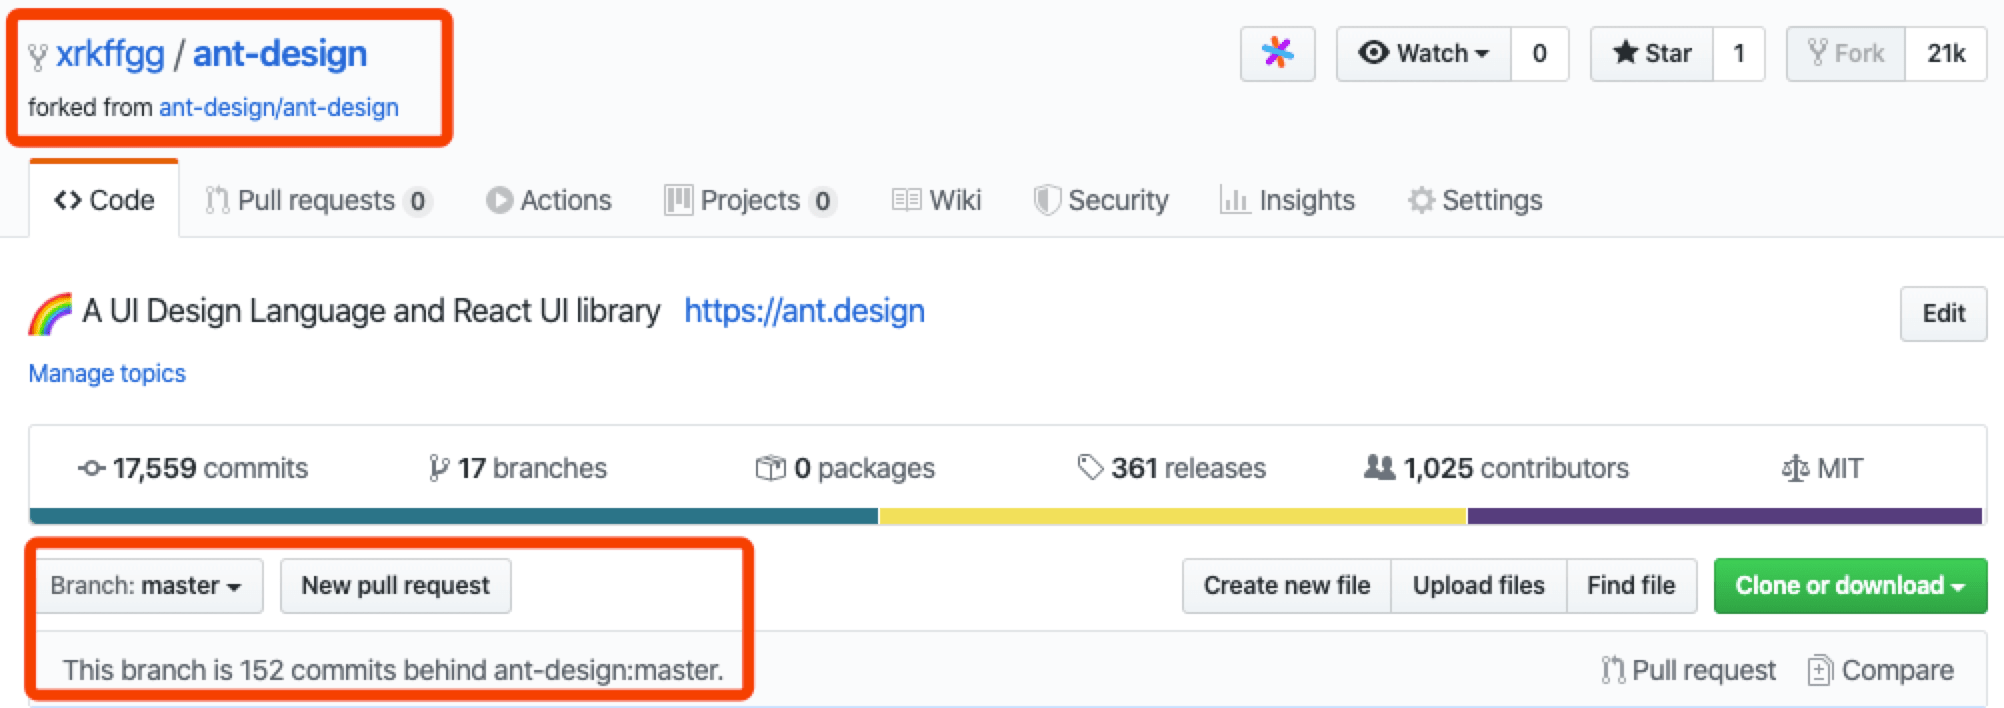 xrkffgg / ant-design
Watch 0
Star 1
Fork 21k
forked from ant-design/ant-design
Code
Pull requests 0
Actions
Projects 0
Wiki
Security
Insights
Settings
A UI Design Language and React UI library https://ant.design
Edit
Manage topics
17,559 commits
17 branches
0 packages
361 releases
1,025 contributors
MIT
Branch: master
New pull request
Create new file
Upload files
Find file
Clone or download
This branch is 152 commits behind ant-design:master.
Pull request
Compare